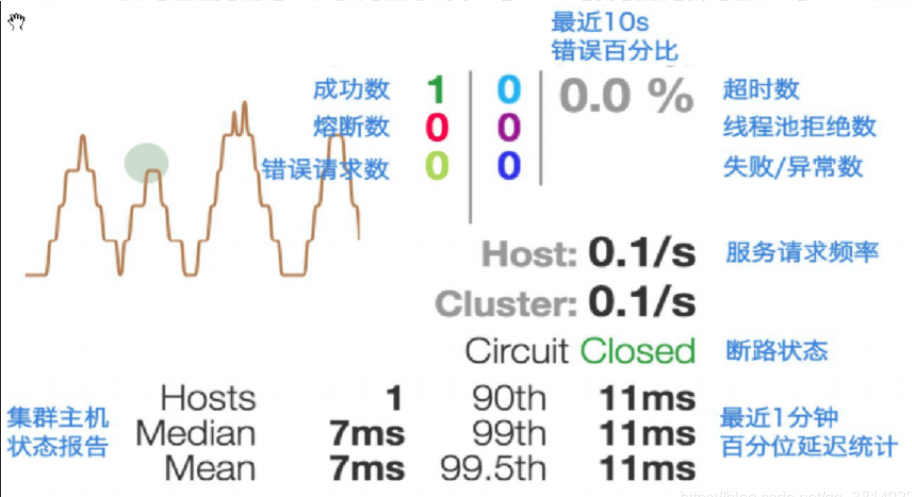 最近10s
错误百分比
成功数 1 0 0.0 % 超时数
熔断数 0 0 线程池拒绝数
错误请求数 0 0 失败/异常数
Host: 0.1/s 服务请求频率
Cluster: 0.1/s
Circuit Closed 断路状态
集群主机
状态报告
Hosts 1 90th 11ms
Median 7ms 99th 11ms
Mean 7ms 99.5th 11ms
最近1分钟
百分位延迟统计